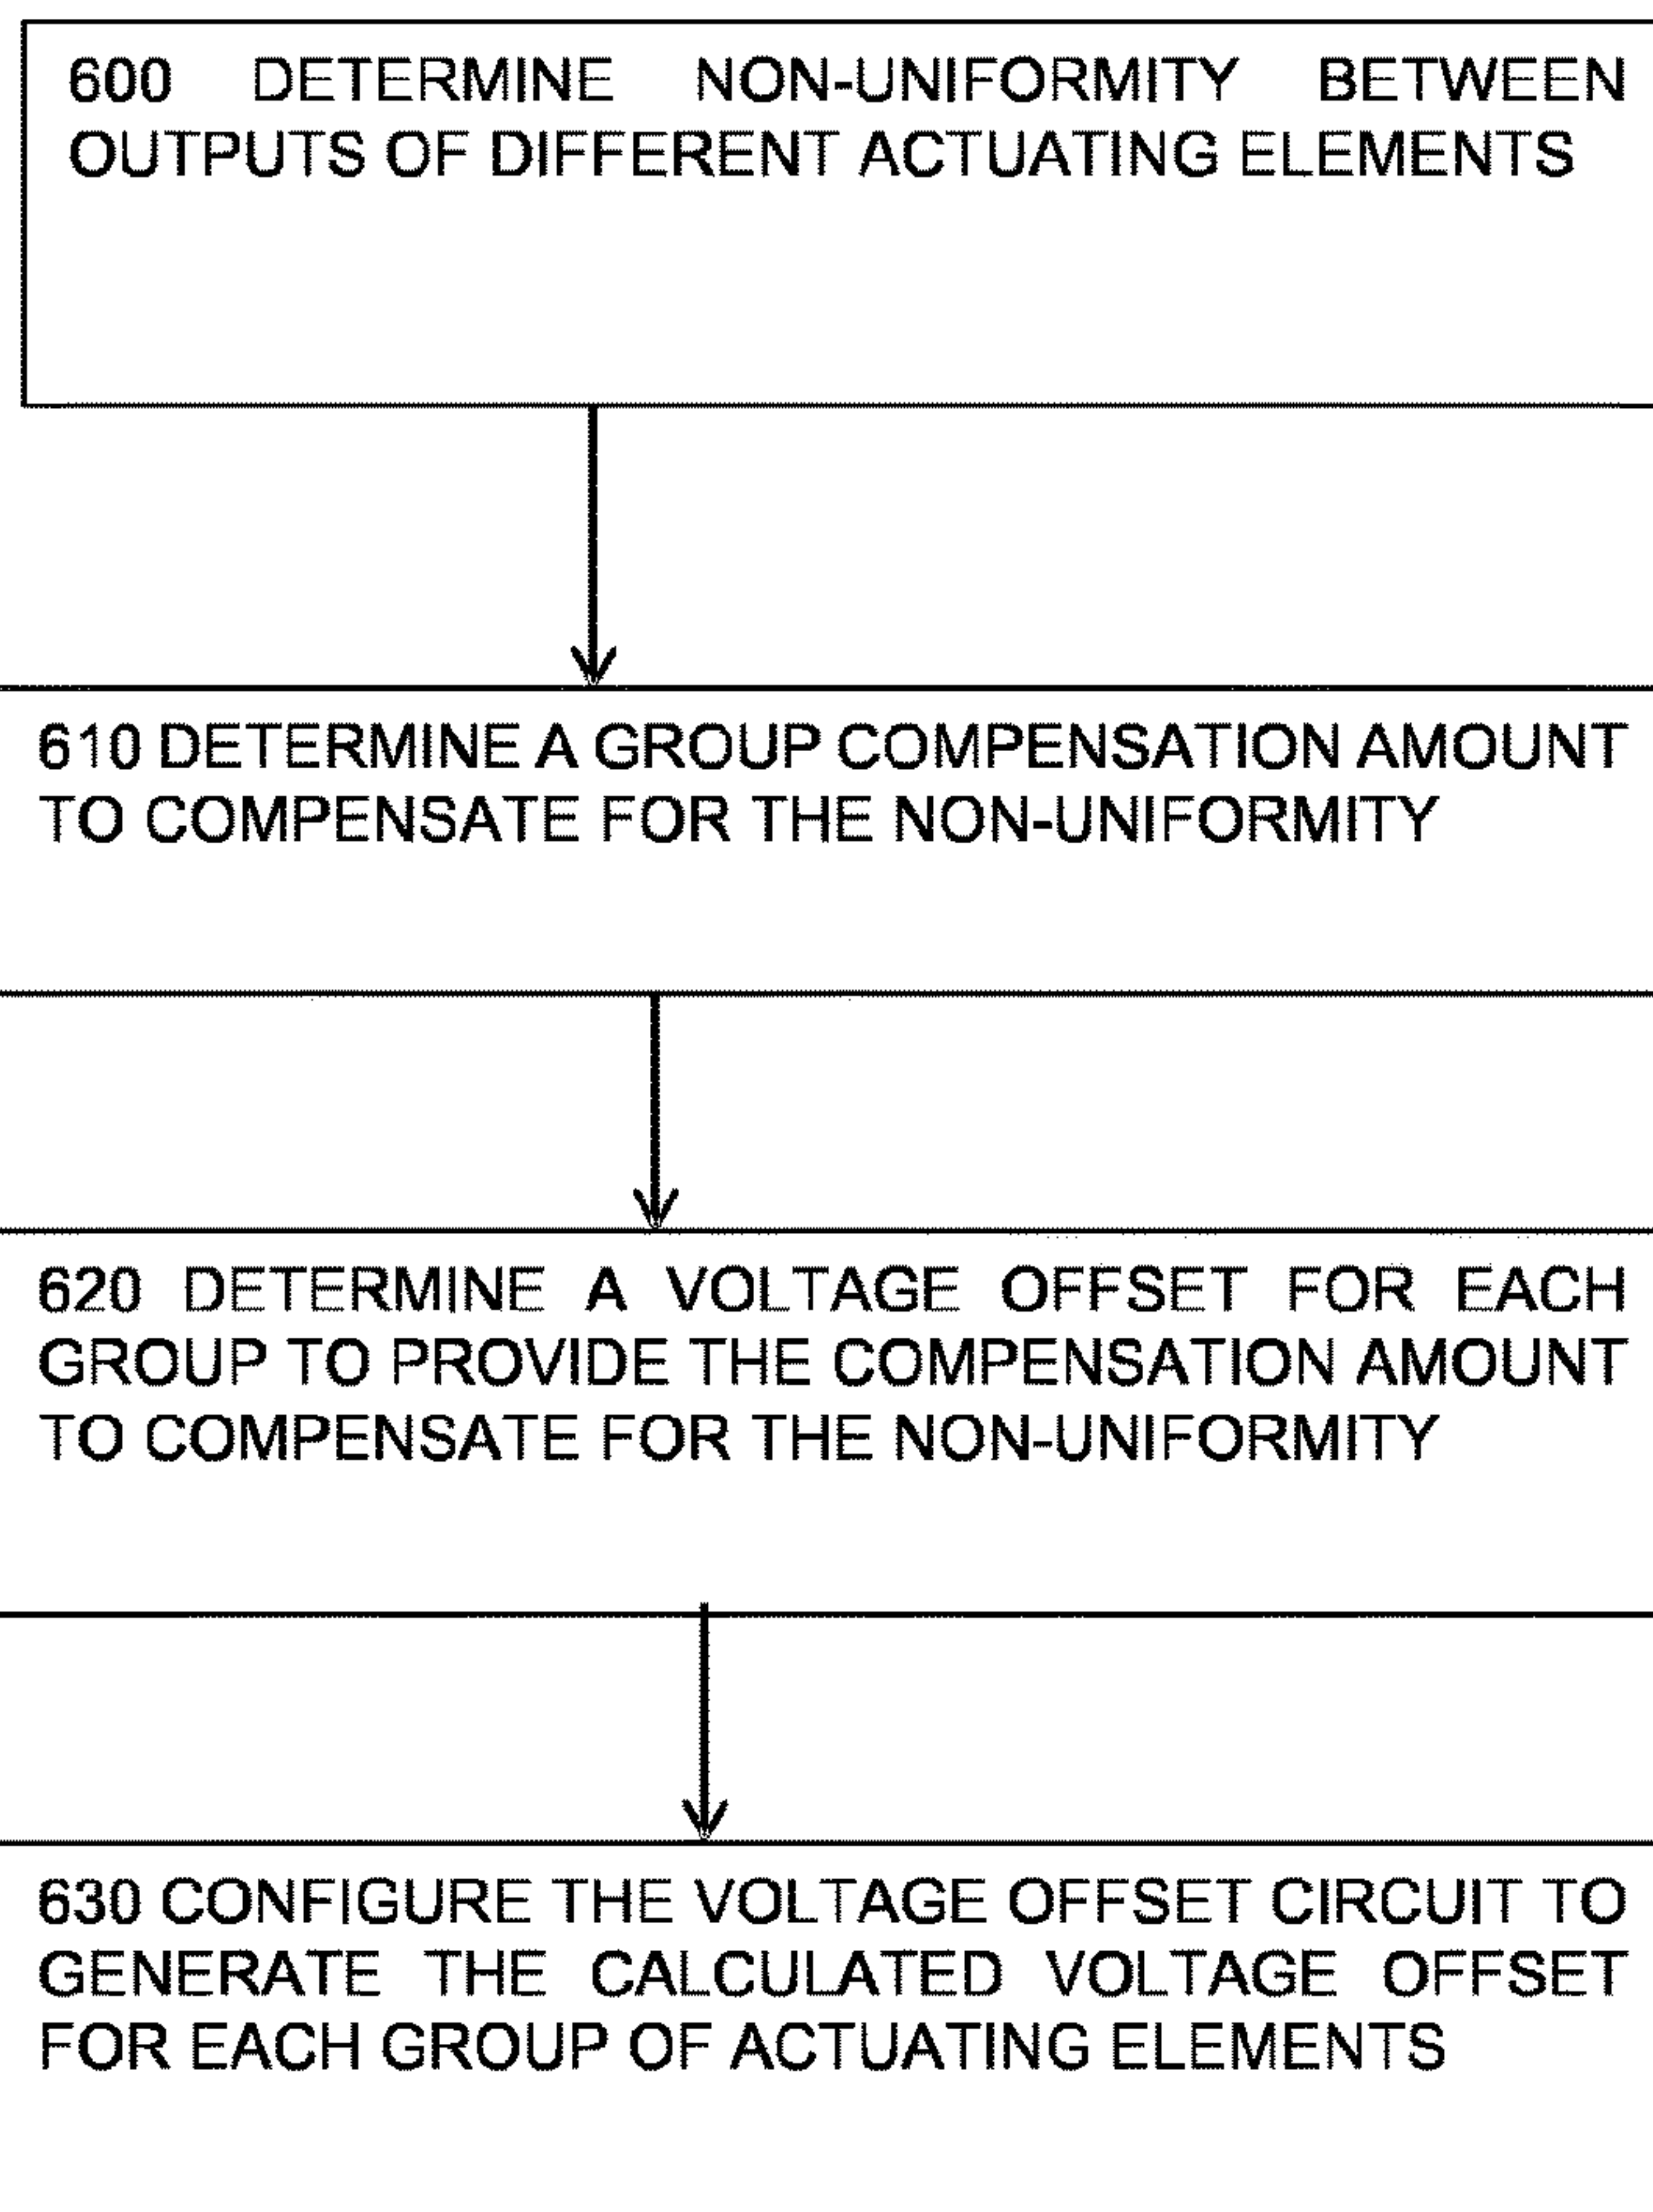 600 DETERMINE NON-UNIFORMITY BETWEEN
OUTPUTS OF DIFFERENT ACTUATING ELEMENTS
610 DETERMINE A GROUP COMPENSATION AMOUNT
TO COMPENSATE FOR THE NON-UNIFORMITY
620 DETERMINE A VOLTAGE OFFSET FOR EACH
GROUP TO PROVIDE THE COMPENSATION AMOUNT
TO COMPENSATE FOR THE NON-UNIFORMITY
630 CONFIGURE THE VOLTAGE OFFSET CIRCUIT TO
GENERATE THE CALCULATED VOLTAGE OFFSET
FOR EACH GROUP OF ACTUATING ELEMENTS